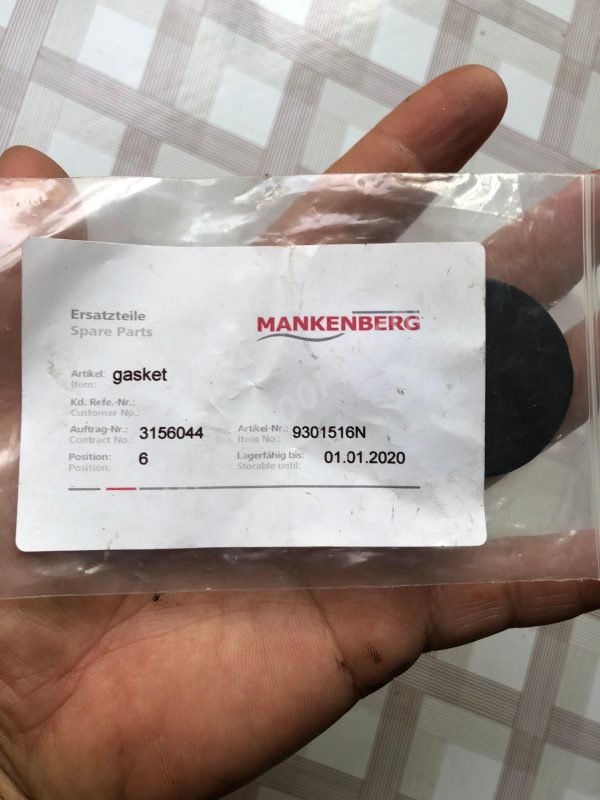 Ersatzteile
Spare Parts
MANKENBERG
Artikel: gasket
Item:
Kd. Refe.-Nr.:
Customer No.:
Auftrag-Nr.: 3156044 Artikel-Nr.: 9301516N
Contract No.: Item No.:
Position: 6 Lagerfähig bis: 01.01.2020
Position: Storable until: